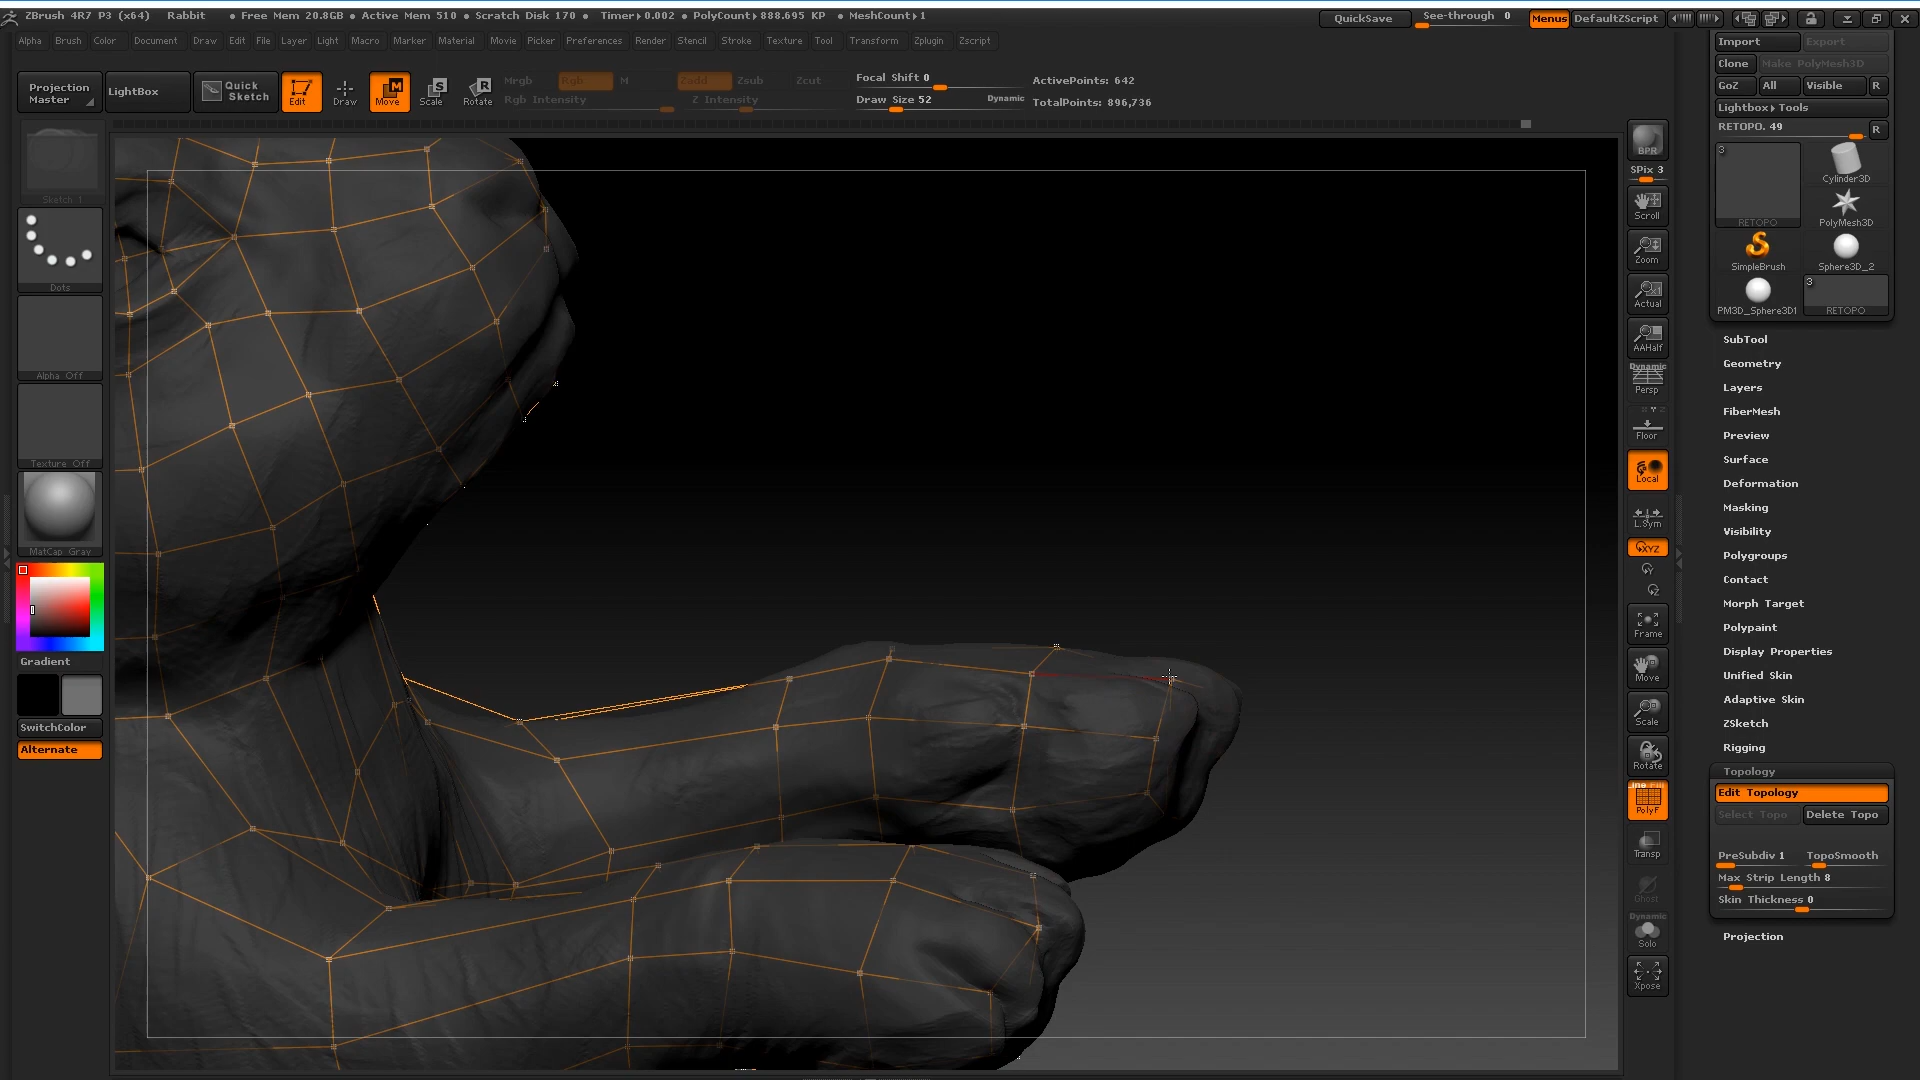 ZBrush 4R7 P3 (x64) Rabbit • Free Mem 20.8GB • Active Mem 510 • Scratch Disk 170 • Timer▸0.002 • PolyCount▸888.695 KP • MeshCount▸1 QuickSave See-through 0 Menus DefaultZScript
Alpha Brush Color Document Draw Edit File Layer Light Macro Marker Material Movie Picker Preferences Render Stencil Stroke Texture Tool Transform Zplugin Zscript
Projection Master LightBox Quick Sketch Edit Draw Move Scale Rotate
Mrgb Rgb M Zadd Zsub Zcut
Rgb Intensity Z Intensity
Focal Shift 0
Draw Size 52 Dynamic
ActivePoints: 642
TotalPoints: 896,736
Sketch 1
Dots
Alpha Off
Texture Off
MatCap Gray
Gradient
SwitchColor
Alternate
BPR
SPix 3
Scroll
Zoom
Actual
AAHalf
Dynamic
Persp
Floor
Local
L.Sym
XYZ
Y
Z
Frame
Move
Scale
Rotate
Line Fill
PolyF
Transp
Ghost
Dynamic
Solo
Xpose
Import Export
Clone Make PolyMesh3D
GoZ All Visible R
Lightbox▸Tools
RETOPO. 49 R
3
RETOPO
Cylinder3D
PolyMesh3D
SimpleBrush
Sphere3D_2
PM3D_Sphere3D1
3
RETOPO
SubTool
Geometry
Layers
FiberMesh
Preview
Surface
Deformation
Masking
Visibility
Polygroups
Contact
Morph Target
Polypaint
Display Properties
Unified Skin
Adaptive Skin
ZSketch
Rigging
Topology
Edit Topology
Select Topo Delete Topo
PreSubdiv 1 TopoSmooth
Max Strip Length 8
Skin Thickness 0
Projection